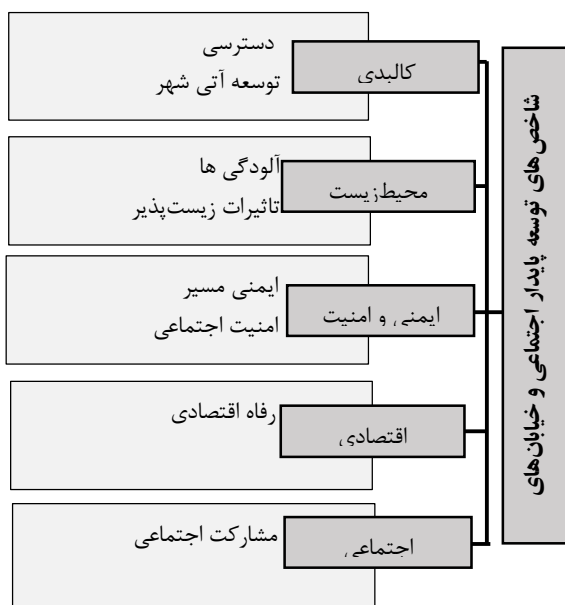 شاخص‌های توسعه پایدار اجتماعی و خیابان‌های
کالبدی
دسترسی
توسعه آتی شهر
محیط‌زیست
آلودگی ها
تاثیرات زیست‌پذیر
ایمنی و امنیت
ایمنی مسیر
امنیت اجتماعی
اقتصادی
رفاه اقتصادی
اجتماعی
مشارکت اجتماعی